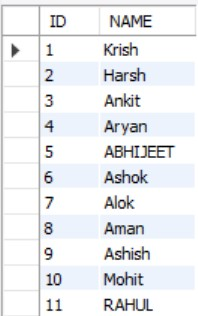 ID NAME
1 Krish
2 Harsh
3 Ankit
4 Aryan
5 ABHIJEET
6 Ashok
7 Alok
8 Aman
9 Ashish
10 Mohit
11 RAHUL